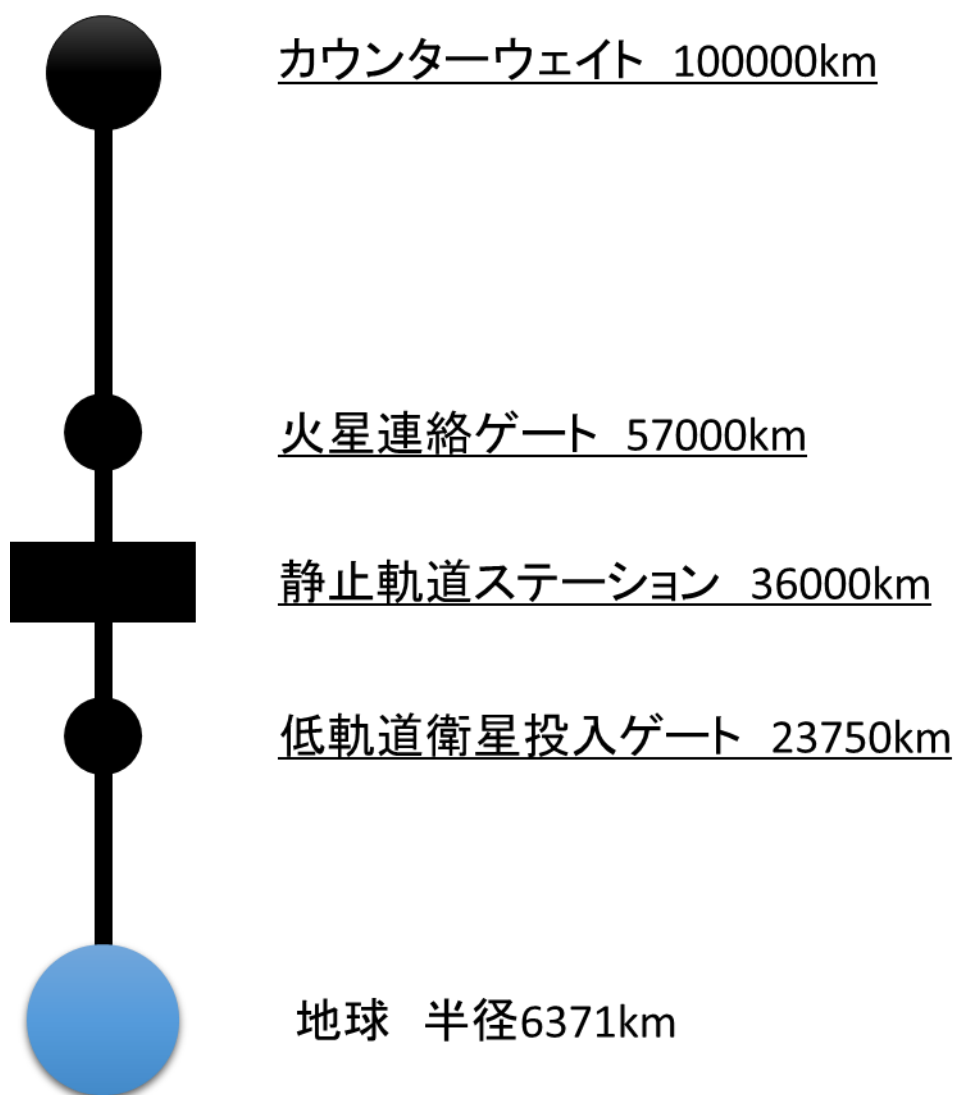 カウンターウェイト　100000km
火星連絡ゲート　57000km
静止軌道ステーション　36000km
低軌道衛星投入ゲート　23750km
地球　半径6371km